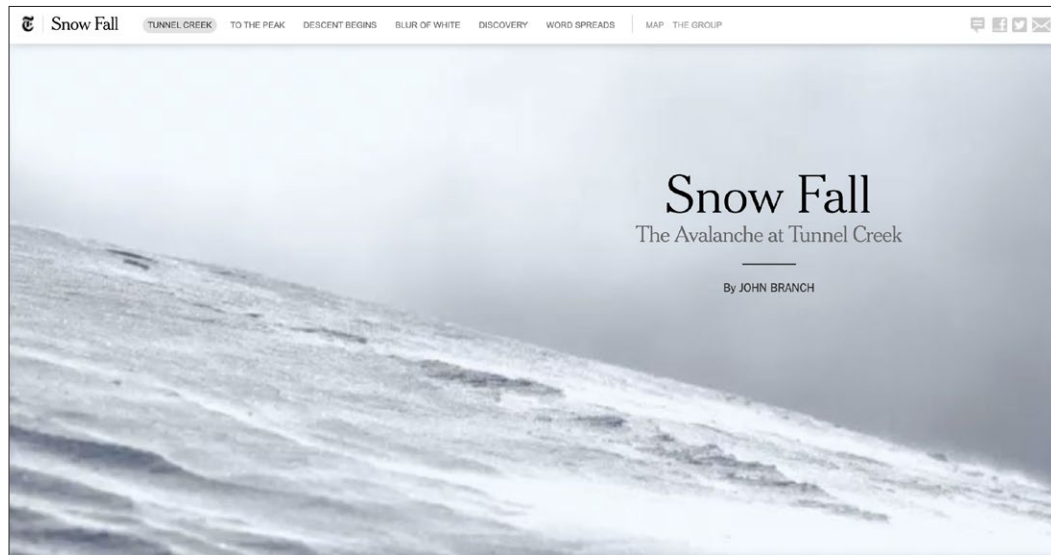 T Snow Fall TUNNEL CREEK TO THE PEAK DESCENT BEGINS BLUR OF WHITE DISCOVERY WORD SPREADS MAP THE GROUP
Snow Fall
The Avalanche at Tunnel Creek
By JOHN BRANCH